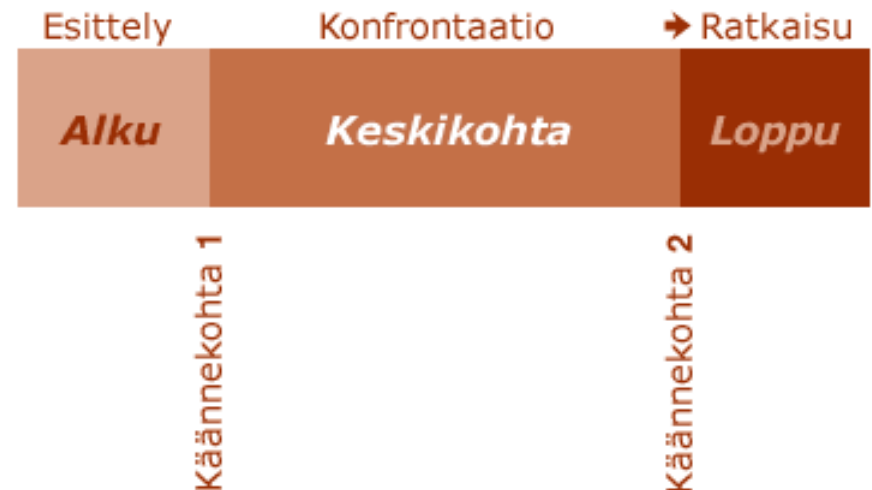 Esittely
Konfrontaatio
→ Ratkaisu
Alku
Keskikohta
Loppu
Käännekohta 1
Käännekohta 2